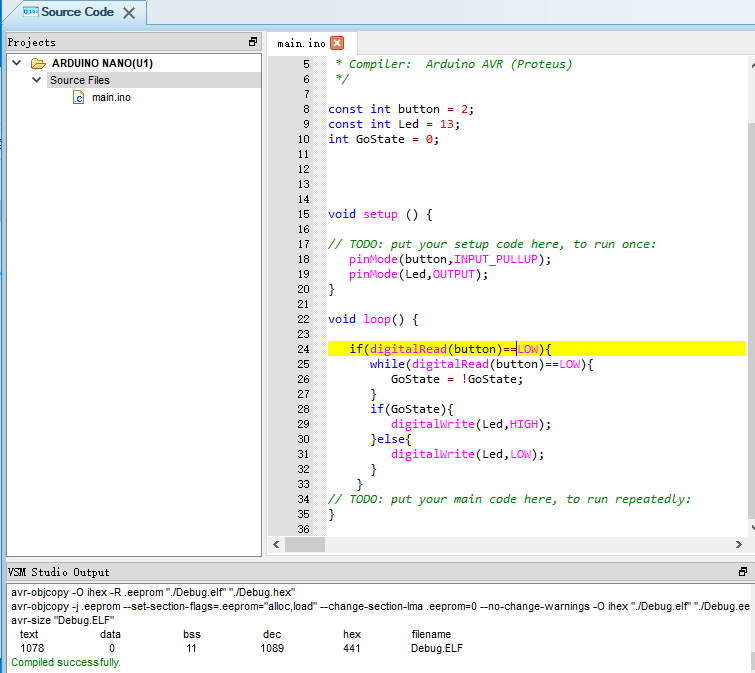 Source Code
Projects
ARDUINO NANO(U1)
Source Files
main.ino
main.ino
5 * Compiler: Arduino AVR (Proteus)
6 */
7
8 const int button = 2;
9 const int Led = 13;
10 int GoState = 0;
11
12
13
14
15 void setup () {
16
17 // TODO: put your setup code here, to run once:
18 pinMode(button,INPUT_PULLUP);
19 pinMode(Led,OUTPUT);
20 }
21
22 void loop() {
23
24 if(digitalRead(button)==LOW){
25 while(digitalRead(button)==LOW){
26 GoState = !GoState;
27 }
28 if(GoState){
29 digitalWrite(Led,HIGH);
30 }else{
31 digitalWrite(Led,LOW);
32 }
33 }
34 // TODO: put your main code here, to run repeatedly:
35 }
36
VSM Studio Output
avr-objcopy -O ihex -R .eeprom "./Debug.elf" "./Debug.hex"
avr-objcopy -j .eeprom --set-section-flags=.eeprom="alloc,load" --change-section-lma .eeprom=0 --no-change-warnings -O ihex "./Debug.elf" "./Debug.ee
avr-size "Debug.ELF"
text data bss dec hex filename
1078 0 11 1089 441 Debug.ELF
Compiled successfully.